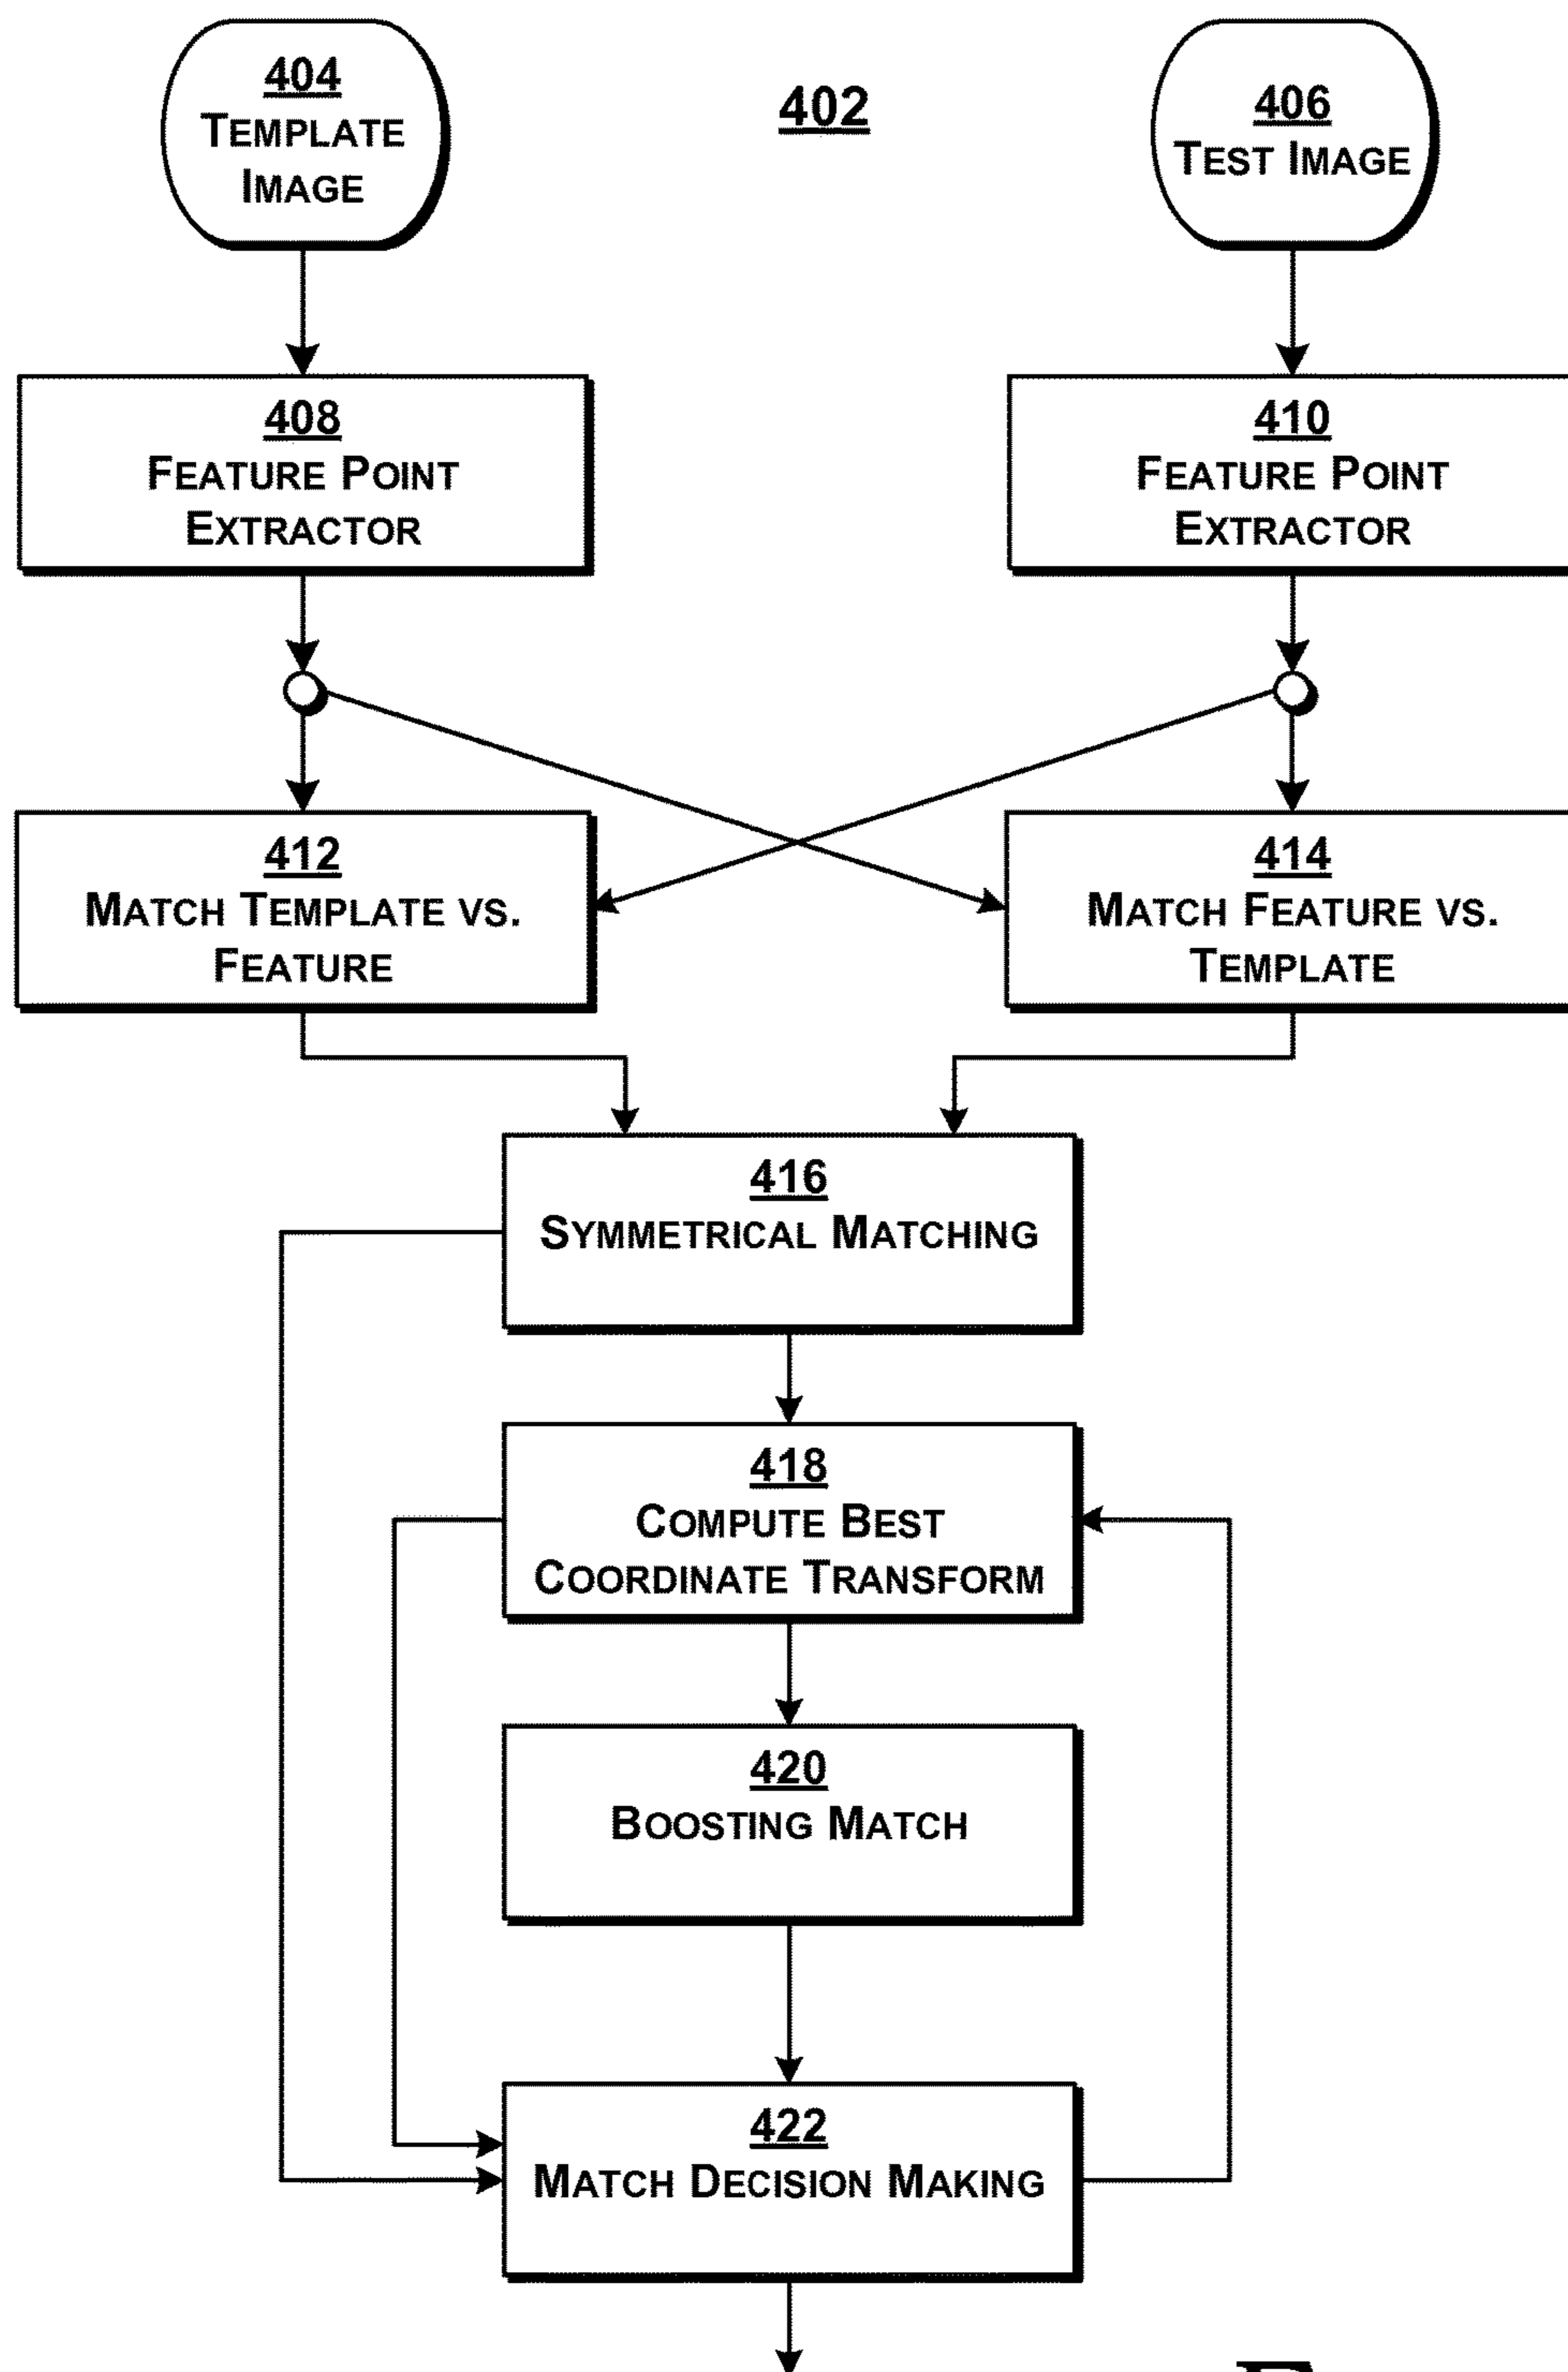 404
TEMPLATE
IMAGE
402
406
TEST IMAGE
408
FEATURE POINT
EXTRACTOR
410
FEATURE POINT
EXTRACTOR
412
MATCH TEMPLATE VS.
FEATURE
414
MATCH FEATURE VS.
TEMPLATE
416
SYMMETRICAL MATCHING
418
COMPUTE BEST
COORDINATE TRANSFORM
420
BOOSTING MATCH
422
MATCH DECISION MAKING